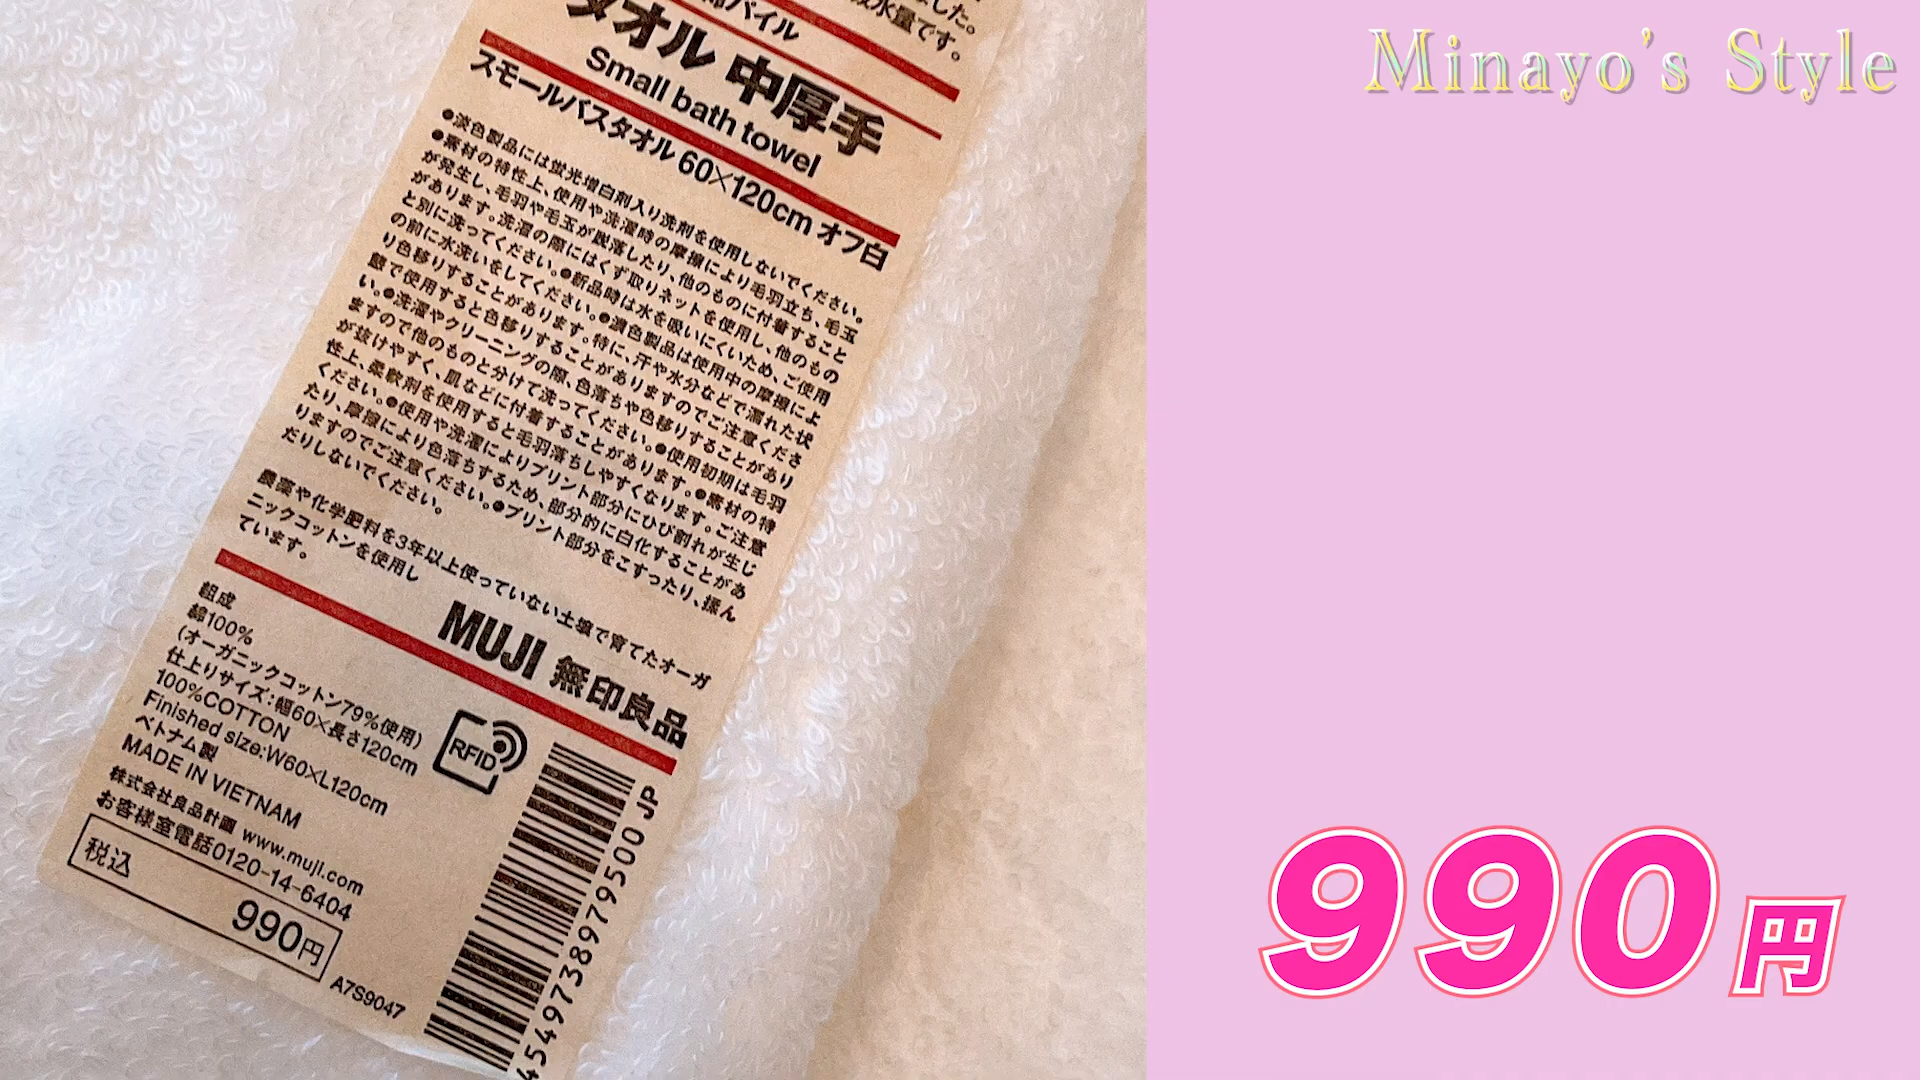 ました。
吸水量です。
綿パイル
タオル 中厚手
Small bath towel
スモールバスタオル 60×120cm オフ白
●淡色製品には蛍光増白剤入り洗剤を使用しないでください。
●素材の特性上、使用や洗濯時の摩擦により毛羽立ち、毛玉
が発生し、毛羽や毛玉が脱落したり、他のものに付着すること
があります。洗濯の際にはくず取りネットを使用し、他のもの
と別に洗ってください。●新品時は水を吸いにくいため、ご使用
の前に水洗いをしてください。●濃色製品は使用中の摩擦によ
り色移りすることがあります。特に、汗や水分などで濡れた状
態で使用すると色移りすることがありますのでご注意くださ
い。●洗濯やクリーニングの際、色落ちや色移りすることがあり
ますので他のものと分けて洗ってください。●使用初期は毛羽
が抜けやすく、肌などに付着することがあります。●素材の特
性上、柔軟剤を使用すると毛羽落ちしやすくなります。ご注意
ください。●使用や洗濯によりプリント部分にひび割れが生じ
たり、摩擦により色落ちするため、部分的に白化することがあ
りますのでご注意ください。●プリント部分をこすったり、揉ん
だりしないでください。
農薬や化学肥料を3年以上使っていない土壌で育てたオーガ
ニックコットンを使用し
ています。
MUJI 無印良品
組成
綿100%
(オーガニックコットン79%使用)
仕上りサイズ:幅60×長さ120cm
100%COTTON
Finished size:W60×L120cm
ベトナム製
MADE IN VIETNAM
株式会社良品計画 www.muji.com
お客様室電話0120-14-6404
税込
990円
A7S9047
RFID
4549738979500 JP
Minayo's Style
990円